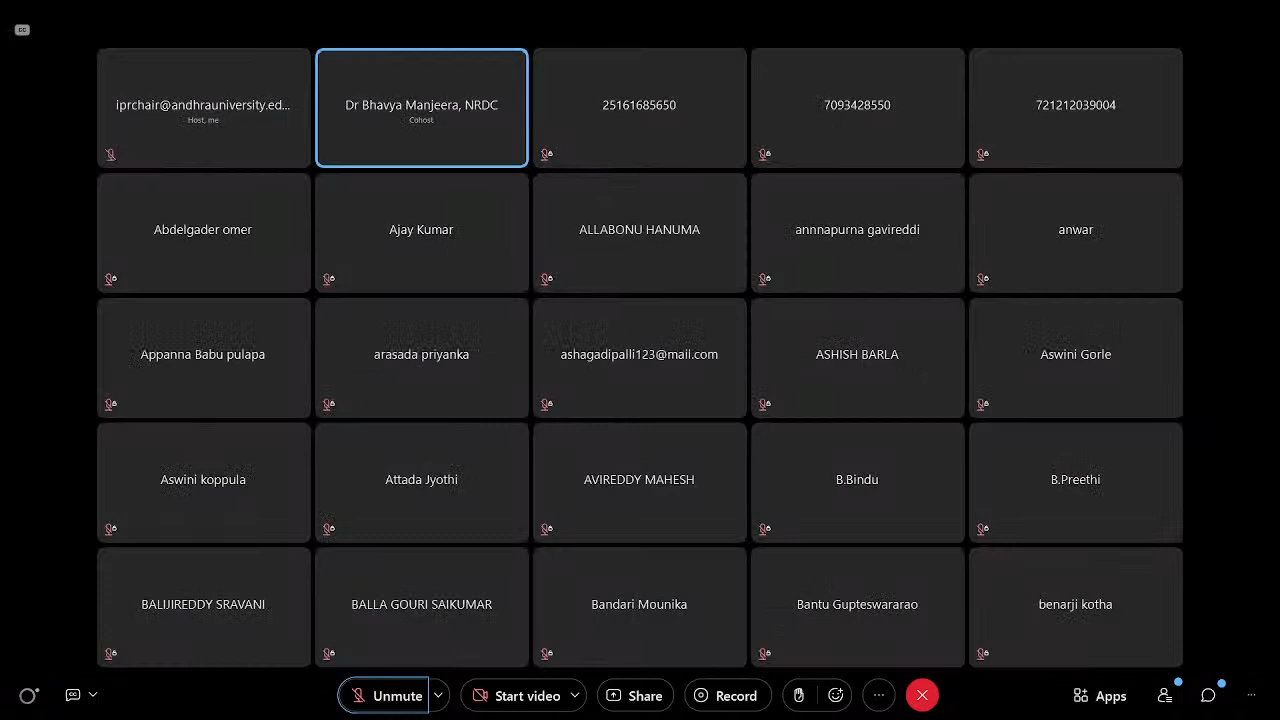 CC
iprchair@andhrauniversity.ed...
Host, me
Dr Bhavya Manjeera, NRDC
Cohost
25161685650
7093428550
721212039004
Abdelgader omer
Ajay Kumar
ALLABONU HANUMA
annnapurna gavireddi
anwar
Appanna Babu pulapa
arasada priyanka
ashagadipalli123@mail.com
ASHISH BARLA
Aswini Gorle
Aswini koppula
Attada Jyothi
AVIREDDY MAHESH
B.Bindu
B.Preethi
BALIJIREDDY SRAVANI
BALLA GOURI SAIKUMAR
Bandari Mounika
Bantu Gupteswararao
benarji kotha
CC
Unmute
Start video
Share
Record
Apps